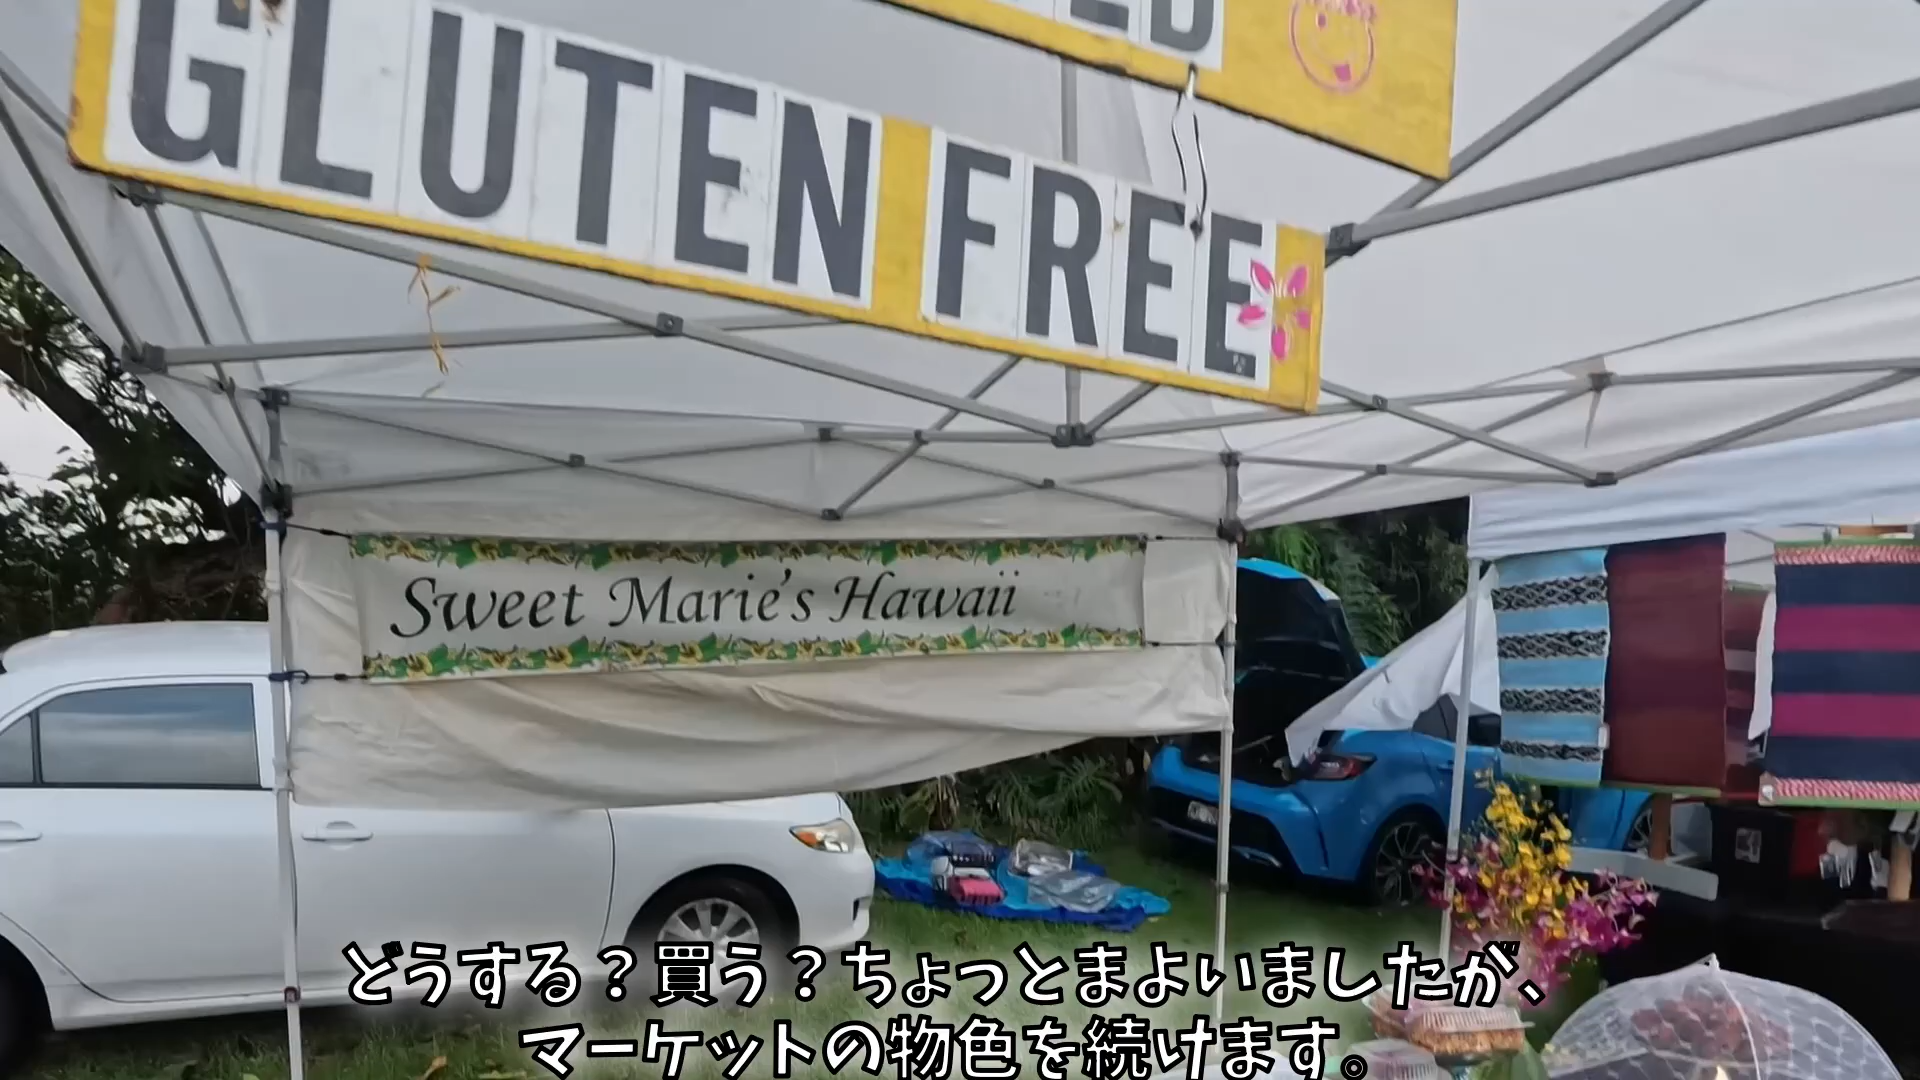 GLUTEN FREE
Sweet Marie's Hawaii
どうする？買う？ちょっとまよいましたが、
マーケットの物色を続けます。